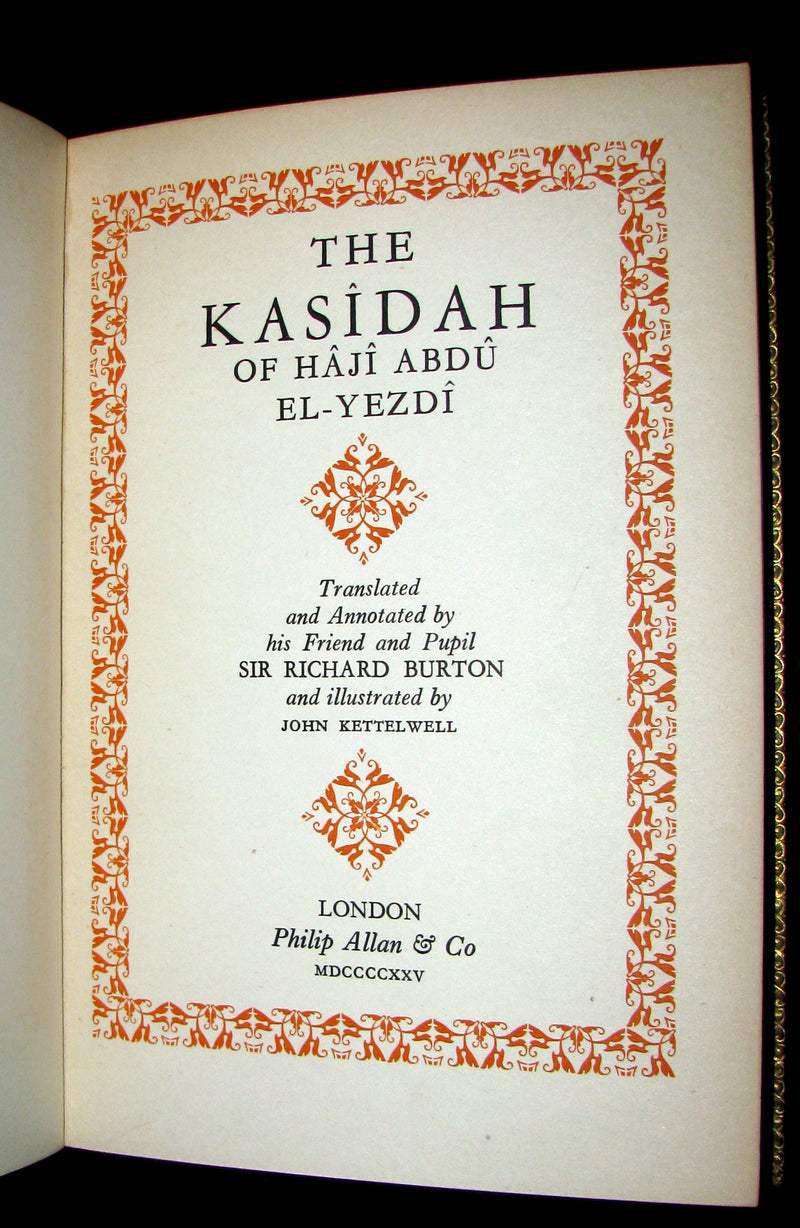 THE
KASÎDAH
OF HÂJÎ ABDÛ
EL-YEZDÎ
Translated
and Annotated by
his Friend and Pupil
SIR RICHARD BURTON
and illustrated by
JOHN KETTELWELL
LONDON
Philip Allan & Co
MDCCCCXXV